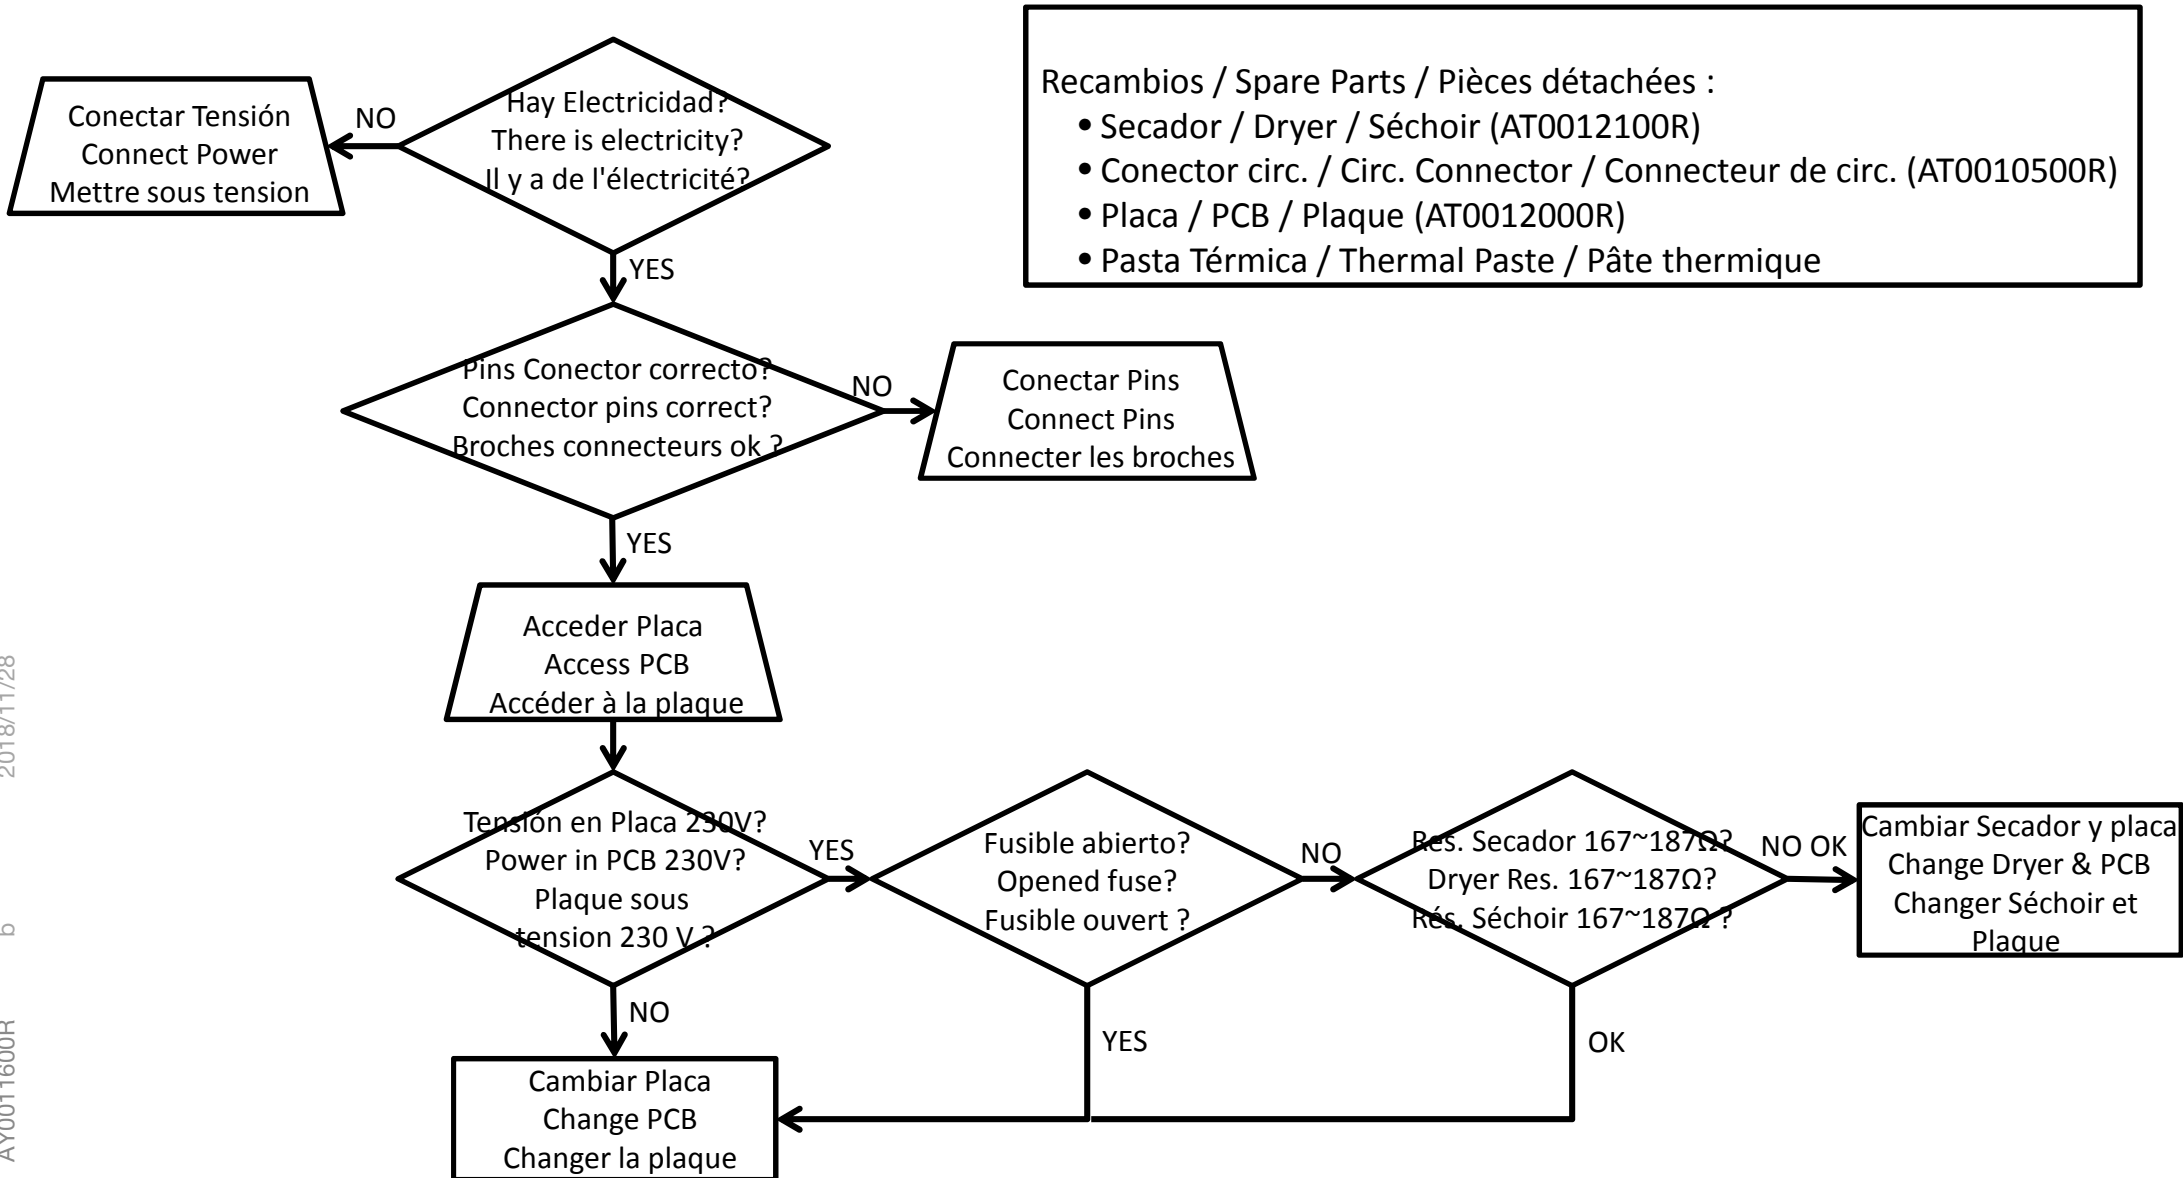 Recambios / Spare Parts / Pièces détachées :
• Secador / Dryer / Séchoir (AT0012100R)
• Conector circ. / Circ. Connector / Connecteur de circ. (AT0010500R)
• Placa / PCB / Plaque (AT0012000R)
• Pasta Térmica / Thermal Paste / Pâte thermique
Hay Electricidad?
There is electricity?
Il y a de l'électricité?
NO
Conectar Tensión
Connect Power
Mettre sous tension
YES
Pins Conector correcto?
Connector pins correct?
Broches connecteurs ok ?
NO
Conectar Pins
Connect Pins
Connecter les broches
YES
Acceder Placa
Access PCB
Accéder à la plaque
Tensión en Placa 230V?
Power in PCB 230V?
Plaque sous
tension 230 V ?
YES
Fusible abierto?
Opened fuse?
Fusible ouvert ?
NO
Res. Secador 167~187Ω?
Dryer Res. 167~187Ω?
Rés. Séchoir 167~187Ω ?
NO OK
Cambiar Secador y placa
Change Dryer & PCB
Changer Séchoir et
Plaque
NO
YES
OK
Cambiar Placa
Change PCB
Changer la plaque
AY0011600R b 2018/11/28